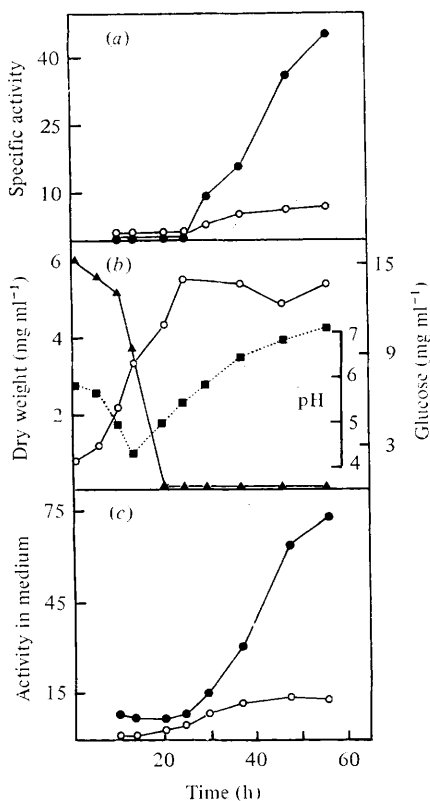 (a)
Specific activity
40
25
10
(b)
Dry weight (mg ml⁻¹)
6
4
2
pH
7
6
5
4
Glucose (mg ml⁻¹)
15
9
3
(c)
Activity in medium
75
45
15
0
20
40
60
Time (h)